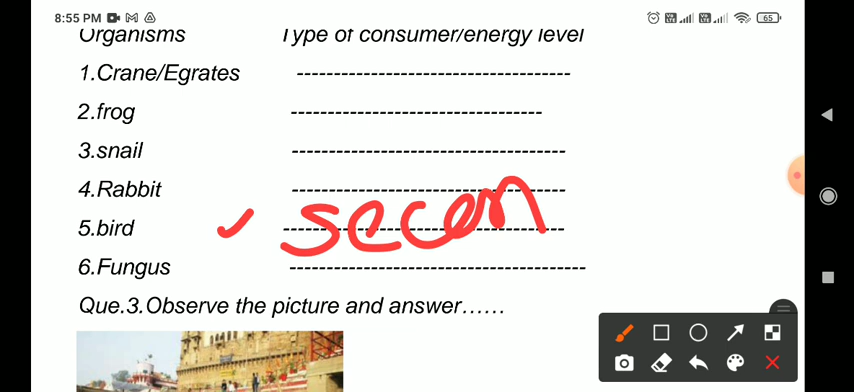 8:55 PM
65
Organisms Type of consumer/energy level
1.Crane/Egrates ------------------------------------
2.frog ---------------------------------
3.snail ------------------------------------
4.Rabbit ------------------------------------
5.bird ------------------------------------- secon
6.Fungus ---------------------------------------
Que.3.Observe the picture and answer……